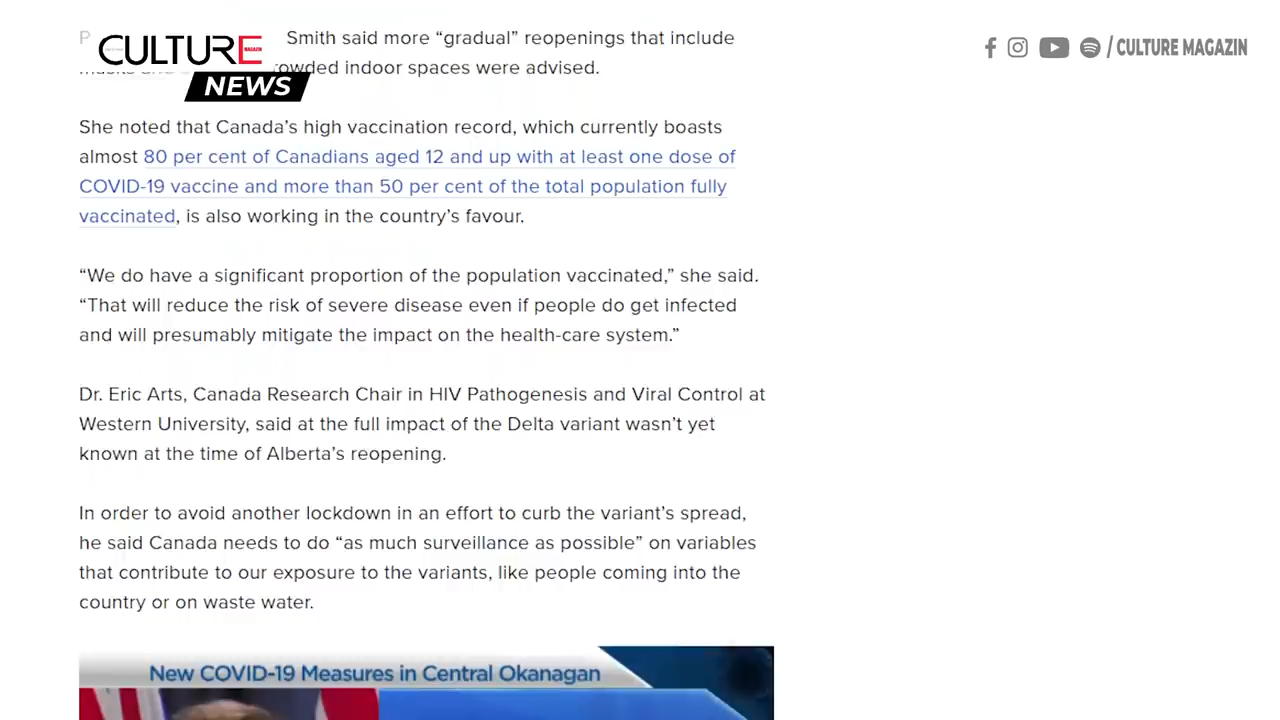 CULTURE
MAGAZIN
NEWS
/ CULTURE MAGAZIN
P
Smith said more “gradual” reopenings that include
rowded indoor spaces were advised.
She noted that Canada’s high vaccination record, which currently boasts
almost 80 per cent of Canadians aged 12 and up with at least one dose of
COVID-19 vaccine and more than 50 per cent of the total population fully
vaccinated, is also working in the country’s favour.
“We do have a significant proportion of the population vaccinated,” she said.
“That will reduce the risk of severe disease even if people do get infected
and will presumably mitigate the impact on the health-care system.”
Dr. Eric Arts, Canada Research Chair in HIV Pathogenesis and Viral Control at
Western University, said at the full impact of the Delta variant wasn’t yet
known at the time of Alberta’s reopening.
In order to avoid another lockdown in an effort to curb the variant’s spread,
he said Canada needs to do “as much surveillance as possible” on variables
that contribute to our exposure to the variants, like people coming into the
country or on waste water.
New COVID-19 Measures in Central Okanagan